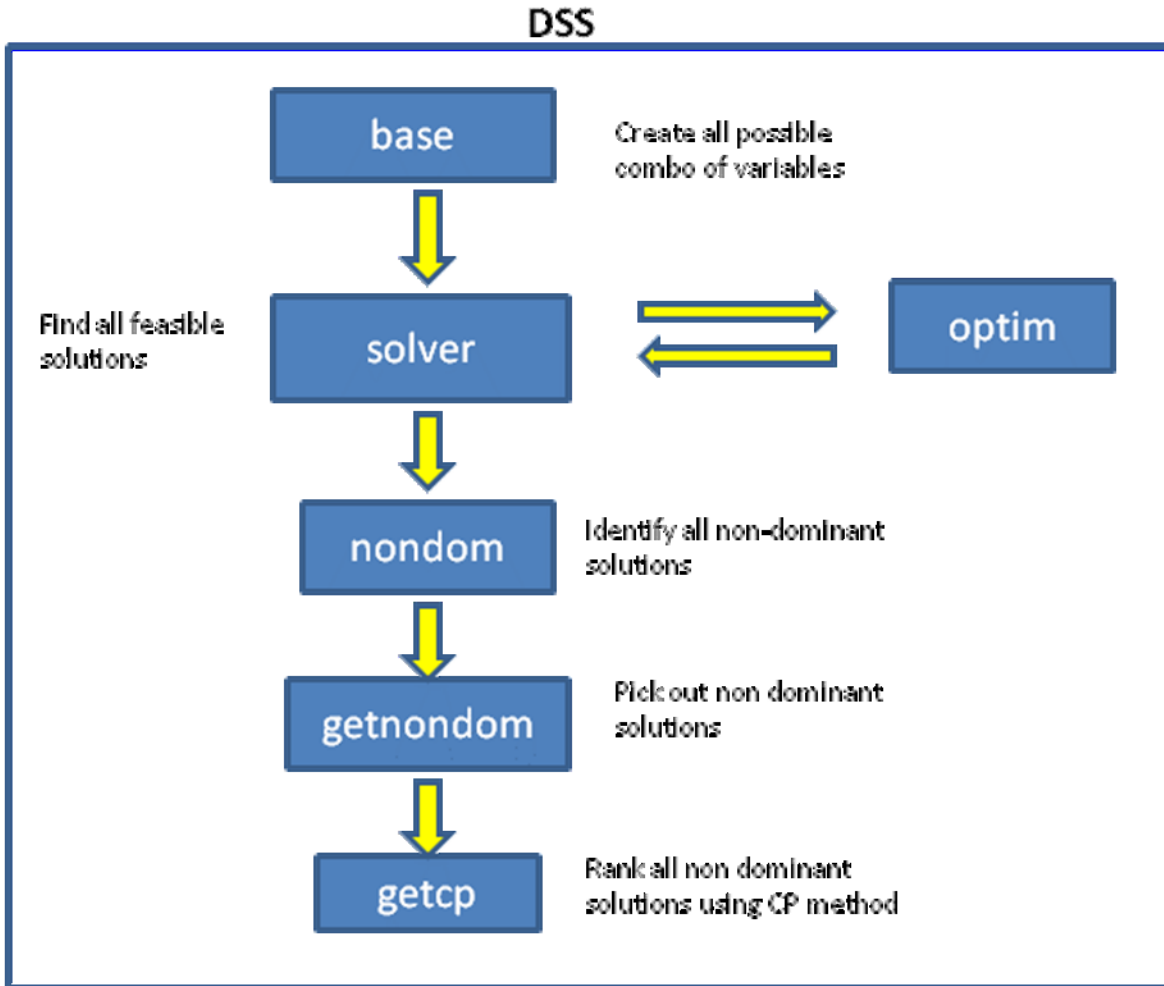 DSS
base
Create all possible
combo of variables
Find all feasible
solutions
solver
optim
nondom
Identify all non-dominant
solutions
getnondom
Pick out non dominant
solutions
getcp
Rank all non dominant
solutions using CP method